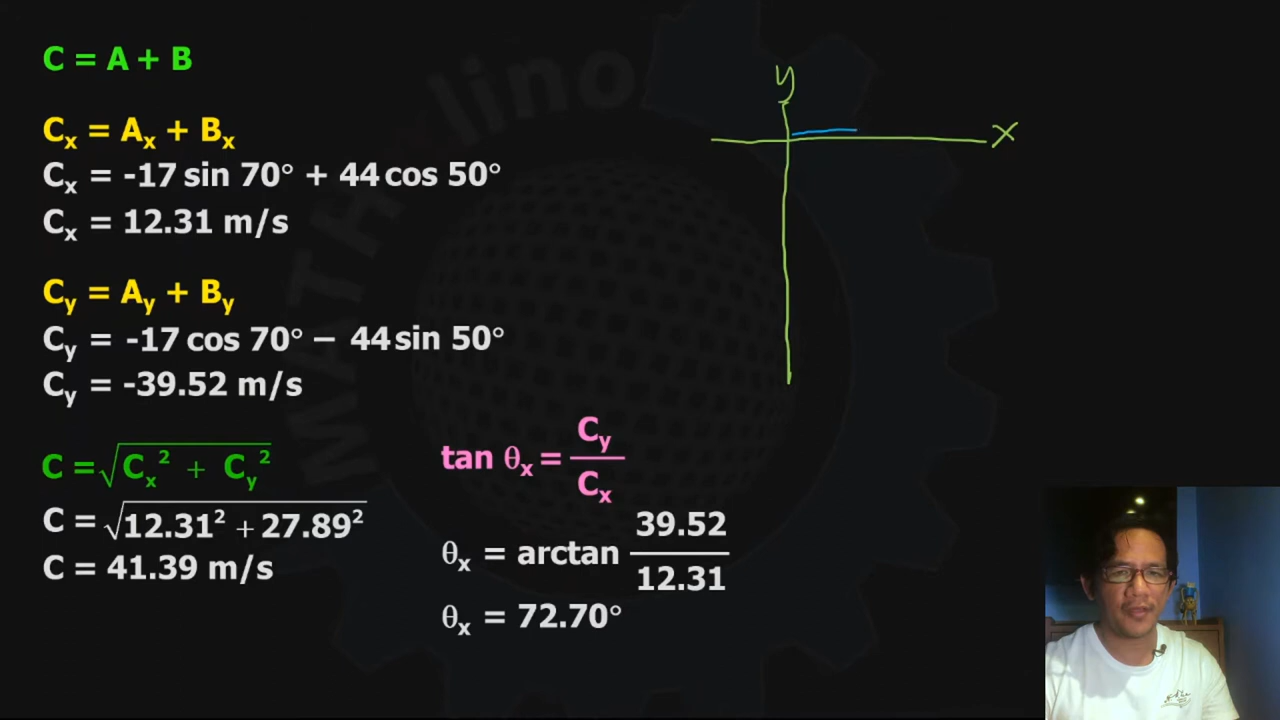 C = A + B
Cx = Ax + Bx
Cx = -17 sin 70° + 44 cos 50°
Cx = 12.31 m/s
Cy = Ay + By
Cy = -17 cos 70° − 44 sin 50°
Cy = -39.52 m/s
C = √Cx² + Cy²
C = √12.31² + 27.89²
C = 41.39 m/s
tan θx = Cy / Cx
θx = arctan 39.52 / 12.31
θx = 72.70°
y
x
MATH
lino